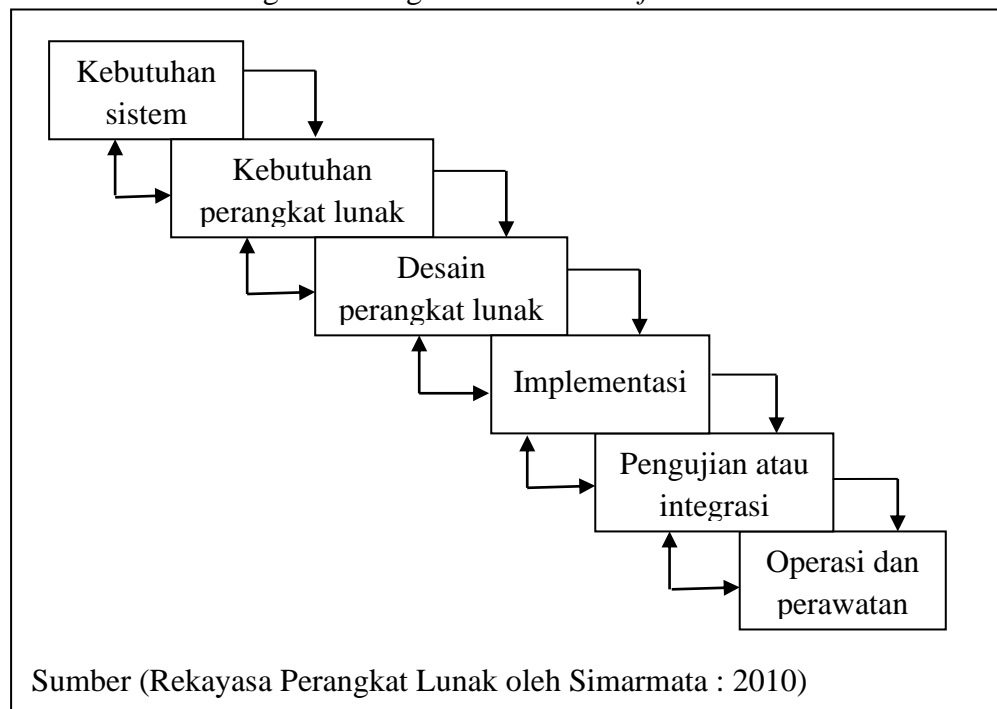 Kebutuhan
sistem
Kebutuhan
perangkat lunak
Desain
perangkat lunak
Implementasi
Pengujian atau
integrasi
Operasi dan
perawatan
Sumber (Rekayasa Perangkat Lunak oleh Simarmata : 2010)